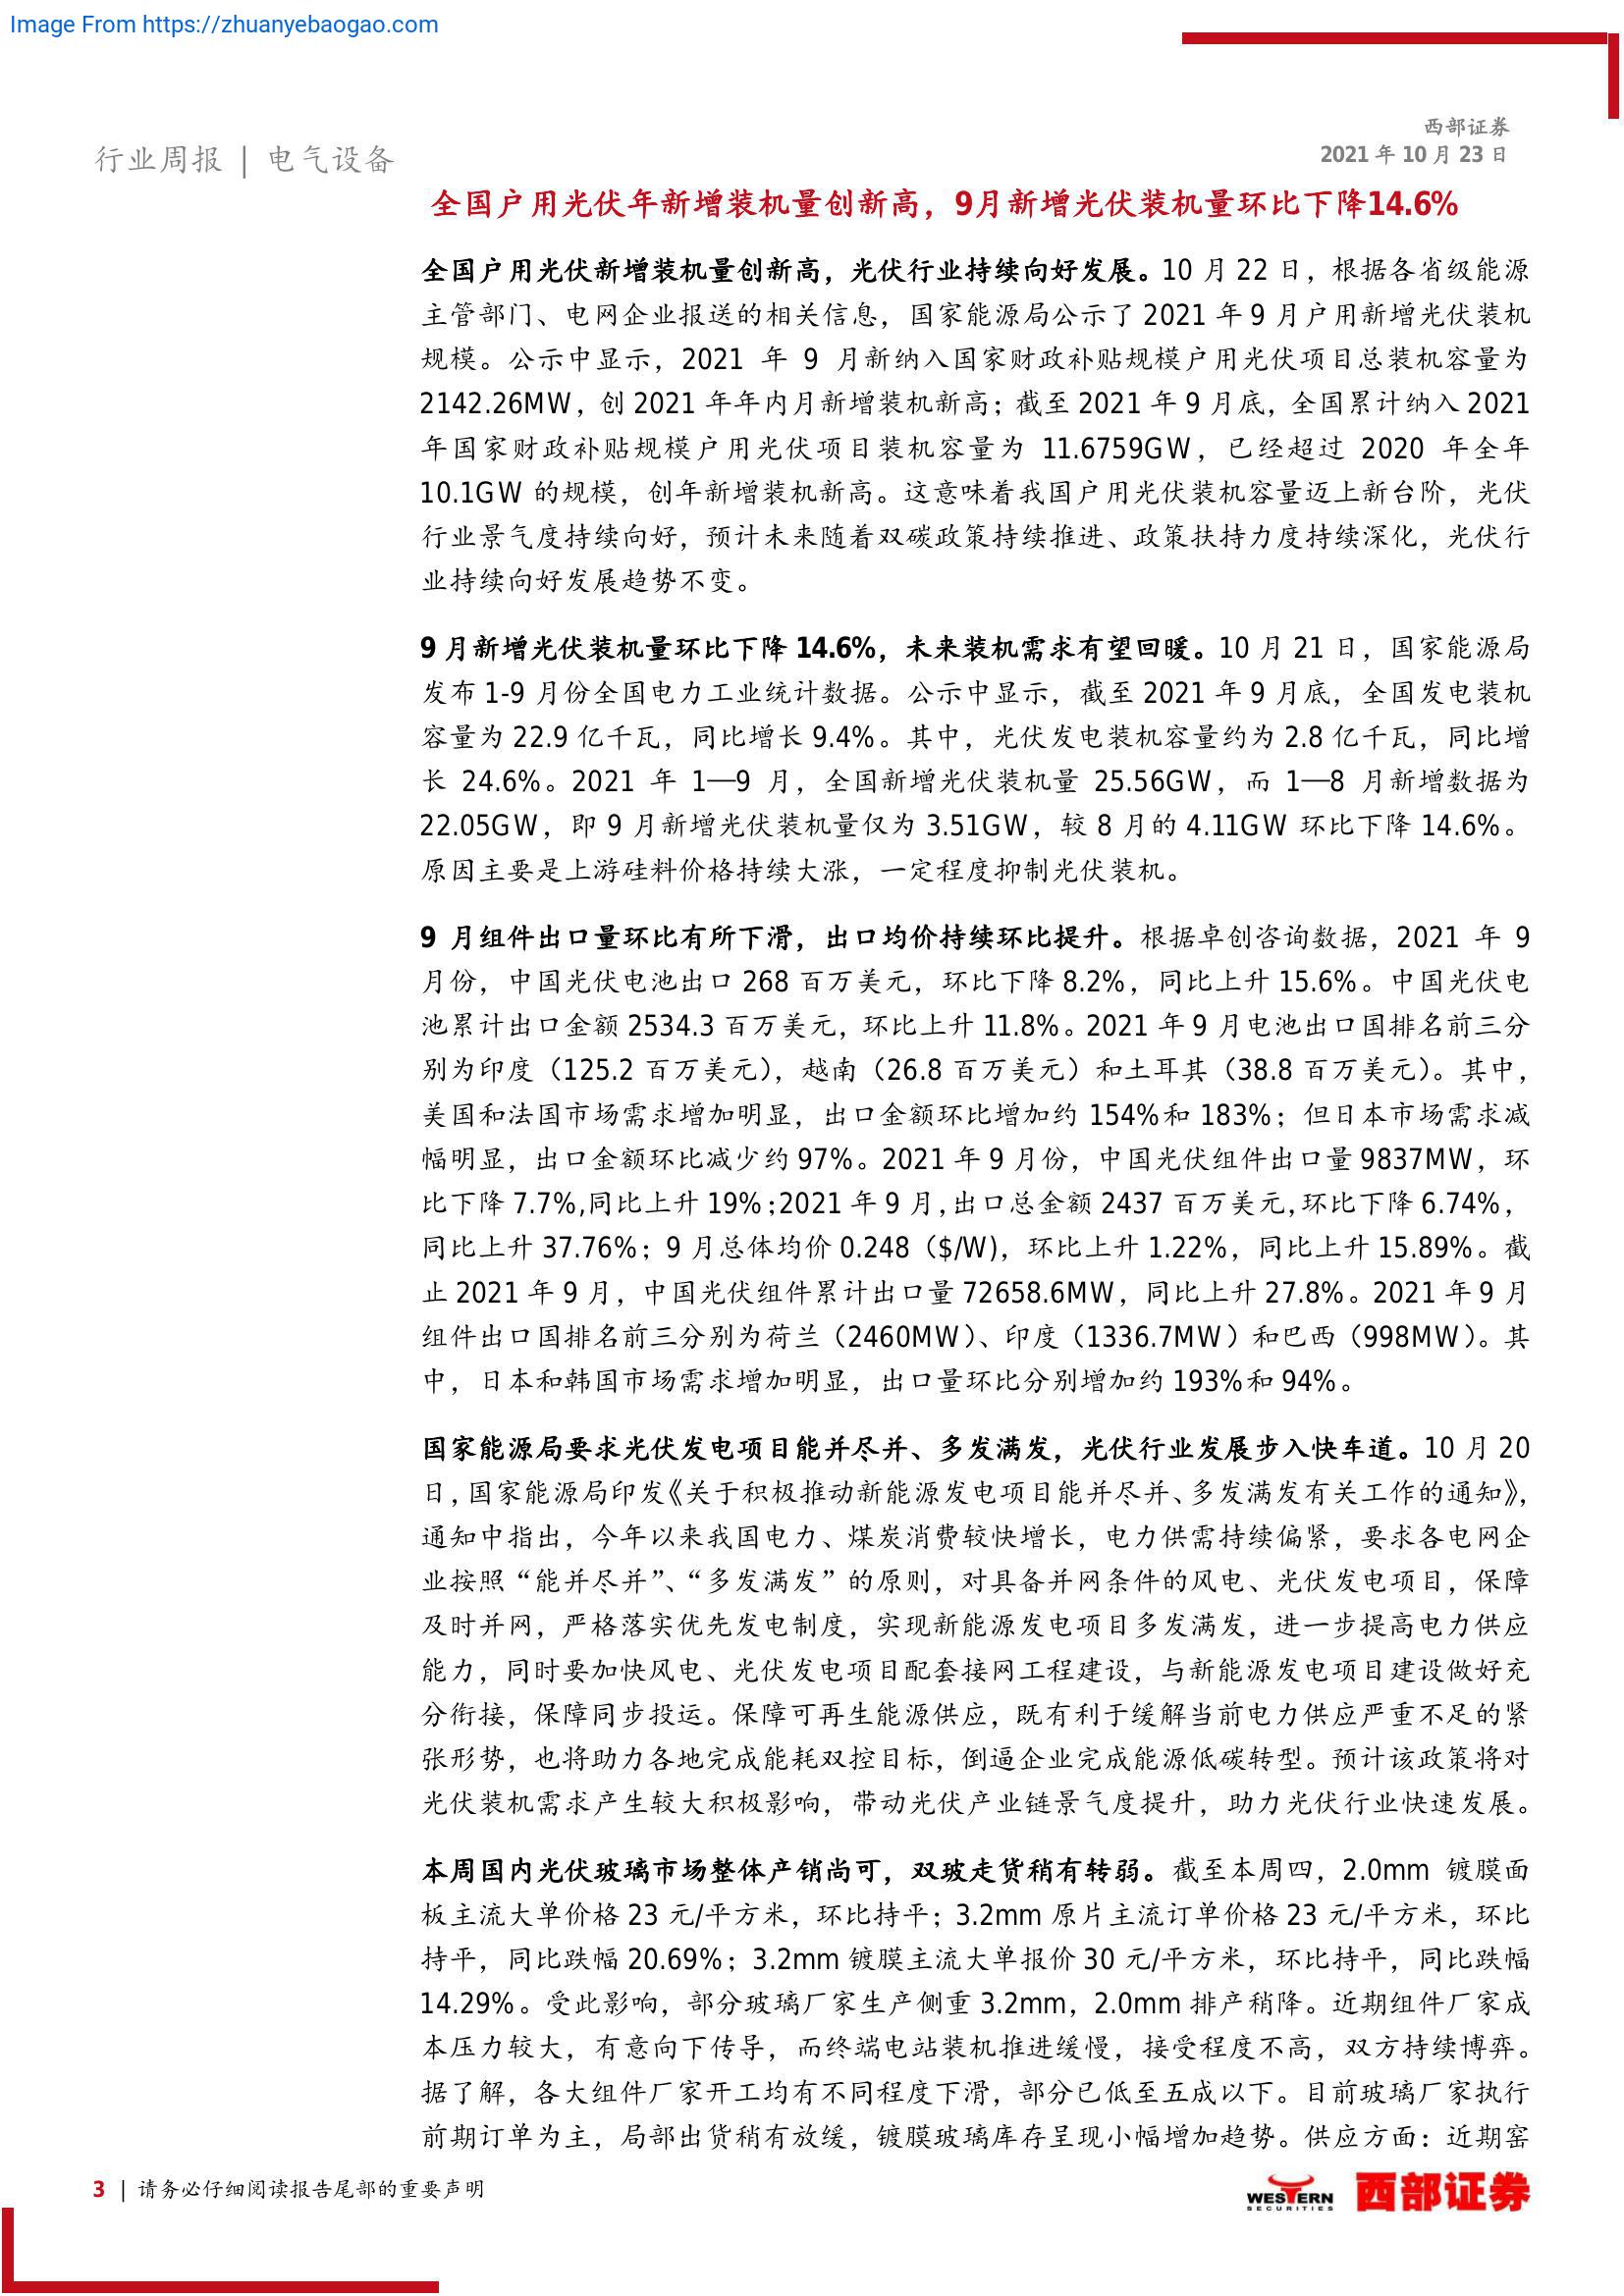 Image From https://zhuanyebaogao.com
西部证券
2021 年 10 月 23 日
行业周报 | 电气设备
全国户用光伏年新增装机量创新高，9月新增光伏装机量环比下降14.6%
全国户用光伏新增装机量创新高，光伏行业持续向好发展。10 月 22 日，根据各省级能源
主管部门、电网企业报送的相关信息，国家能源局公示了 2021 年 9 月户用新增光伏装机
规模。公示中显示，2021 年 9 月新纳入国家财政补贴规模户用光伏项目总装机容量为
2142.26MW，创 2021 年年内月新增装机新高；截至 2021 年 9 月底，全国累计纳入 2021
年国家财政补贴规模户用光伏项目装机容量为 11.6759GW，已经超过 2020 年全年
10.1GW 的规模，创年新增装机新高。这意味着我国户用光伏装机容量迈上新台阶，光伏
行业景气度持续向好，预计未来随着双碳政策持续推进、政策扶持力度持续深化，光伏行
业持续向好发展趋势不变。
9 月新增光伏装机量环比下降 14.6%，未来装机需求有望回暖。10 月 21 日，国家能源局
发布 1-9 月份全国电力工业统计数据。公示中显示，截至 2021 年 9 月底，全国发电装机
容量为 22.9 亿千瓦，同比增长 9.4%。其中，光伏发电装机容量约为 2.8 亿千瓦，同比增
长 24.6%。2021 年 1—9 月，全国新增光伏装机量 25.56GW，而 1—8 月新增数据为
22.05GW，即 9 月新增光伏装机量仅为 3.51GW，较 8 月的 4.11GW 环比下降 14.6%。
原因主要是上游硅料价格持续大涨，一定程度抑制光伏装机。
9 月组件出口量环比有所下滑，出口均价持续环比提升。根据卓创咨询数据，2021 年 9
月份，中国光伏电池出口 268 百万美元，环比下降 8.2%，同比上升 15.6%。中国光伏电
池累计出口金额 2534.3 百万美元，环比上升 11.8%。2021 年 9 月电池出口国排名前三分
别为印度（125.2 百万美元），越南（26.8 百万美元）和土耳其（38.8 百万美元）。其中，
美国和法国市场需求增加明显，出口金额环比增加约 154%和 183%；但日本市场需求减
幅明显，出口金额环比减少约 97%。2021 年 9 月份，中国光伏组件出口量 9837MW，环
比下降 7.7%,同比上升 19%;2021 年 9 月,出口总金额 2437 百万美元,环比下降 6.74%，
同比上升 37.76%；9 月总体均价 0.248（$/W)，环比上升 1.22%，同比上升 15.89%。截
止 2021 年 9 月，中国光伏组件累计出口量 72658.6MW，同比上升 27.8%。2021 年 9 月
组件出口国排名前三分别为荷兰（2460MW）、印度（1336.7MW）和巴西（998MW）。其
中，日本和韩国市场需求增加明显，出口量环比分别增加约 193%和 94%。
国家能源局要求光伏发电项目能并尽并、多发满发，光伏行业发展步入快车道。10 月 20
日，国家能源局印发《关于积极推动新能源发电项目能并尽并、多发满发有关工作的通知》，
通知中指出，今年以来我国电力、煤炭消费较快增长，电力供需持续偏紧，要求各电网企
业按照“能并尽并”、“多发满发”的原则，对具备并网条件的风电、光伏发电项目，保障
及时并网，严格落实优先发电制度，实现新能源发电项目多发满发，进一步提高电力供应
能力，同时要加快风电、光伏发电项目配套接网工程建设，与新能源发电项目建设做好充
分衔接，保障同步投运。保障可再生能源供应，既有利于缓解当前电力供应严重不足的紧
张形势，也将助力各地完成能耗双控目标，倒逼企业完成能源低碳转型。预计该政策将对
光伏装机需求产生较大积极影响，带动光伏产业链景气度提升，助力光伏行业快速发展。
本周国内光伏玻璃市场整体产销尚可，双玻走货稍有转弱。截至本周四，2.0mm 镀膜面
板主流大单价格 23 元/平方米，环比持平；3.2mm 原片主流订单价格 23 元/平方米，环比
持平，同比跌幅 20.69%；3.2mm 镀膜主流大单报价 30 元/平方米，环比持平，同比跌幅
14.29%。受此影响，部分玻璃厂家生产侧重 3.2mm，2.0mm 排产稍降。近期组件厂家成
本压力较大，有意向下传导，而终端电站装机推进缓慢，接受程度不高，双方持续博弈。
据了解，各大组件厂家开工均有不同程度下滑，部分已低至五成以下。目前玻璃厂家执行
前期订单为主，局部出货稍有放缓，镀膜玻璃库存呈现小幅增加趋势。供应方面：近期窑
3 | 请务必仔细阅读报告尾部的重要声明
WESTERN
SECURITIES
西部证券